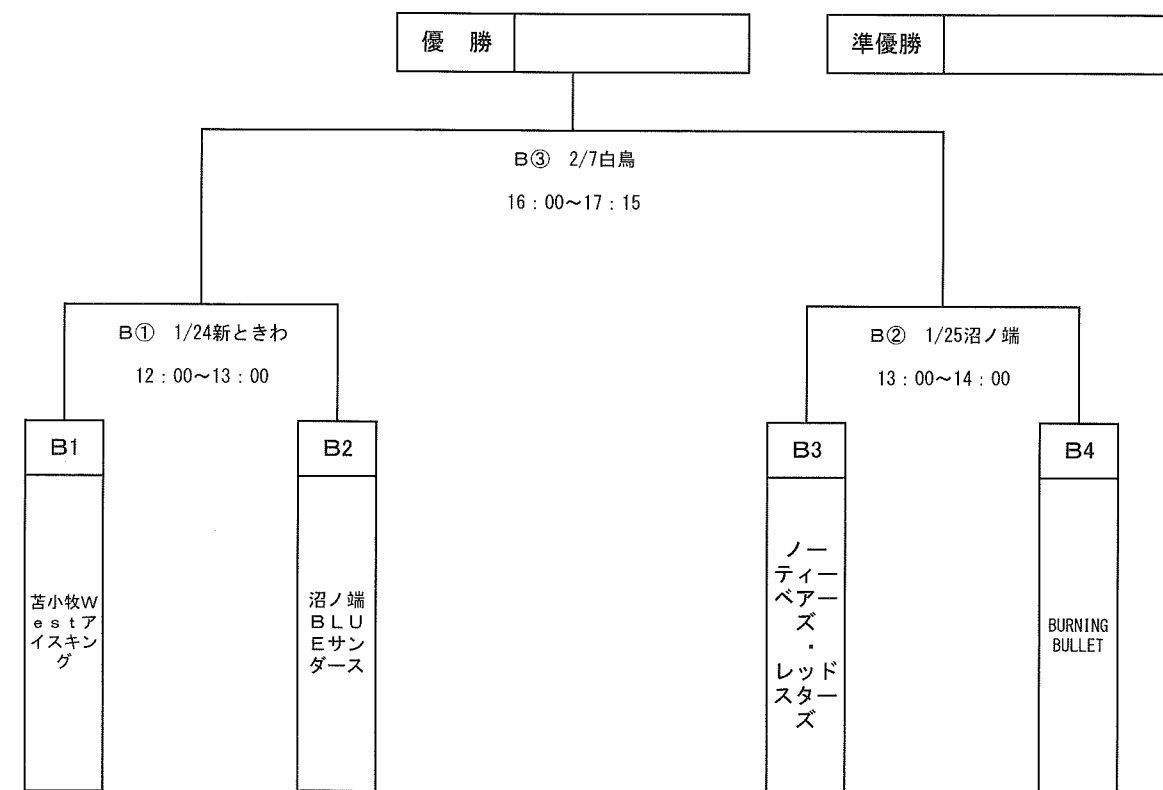 優　勝
準優勝
B③　2/7白鳥
16：00～17：15
B①　1/24新ときわ
12：00～13：00
B②　1/25沼ノ端
13：00～14：00
B1
B2
B3
B4
苫小牧W
ｅｓｔア
イスキン
グ
沼ノ端
ＢＬＵ
Ｅサン
ダース
ノー
ティー
ベアー
ズ
・
レッド
スター
ズ
BURNING
BULLET